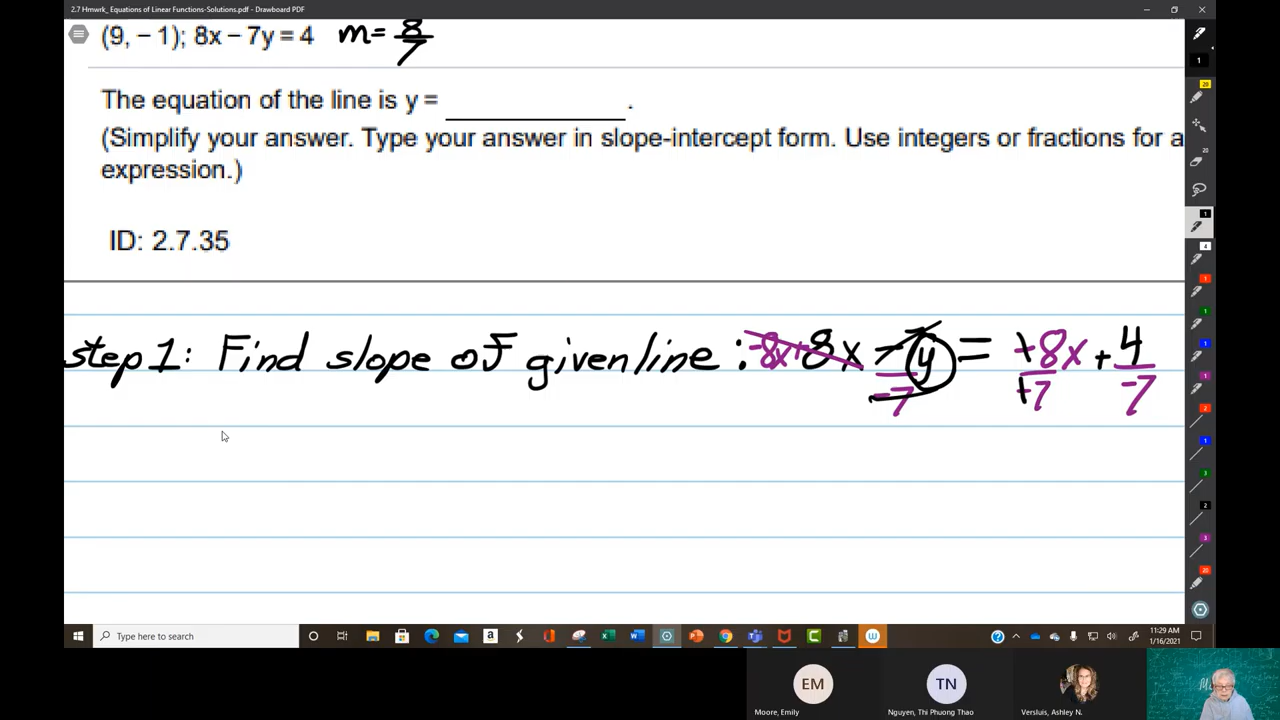 2.7 Hmwrk_ Equations of Linear Functions-Solutions.pdf - Drawboard PDF
(9, − 1); 8x − 7y = 4 m = 8/7
The equation of the line is y = ____________ .
(Simplify your answer. Type your answer in slope-intercept form. Use integers or fractions for a
expression.)
ID: 2.7.35
step 1: Find slope of given line : -8x+8x -7y/-7 = +-8x/+-7 + 4/-7
Type here to search
11:29 AM
1/16/2021
EM
TN
Moore, Emily
Nguyen, Thi Phuong Thao
Versluis, Ashley N.